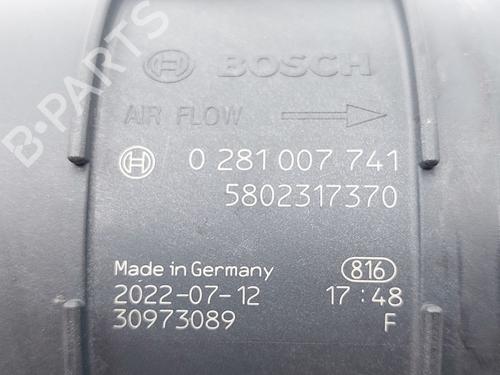 B-PARTS
BOSCH
AIR FLOW
0 281 007 741
5802317370
Made in Germany 816
2022-07-12 17:48
30973089 F